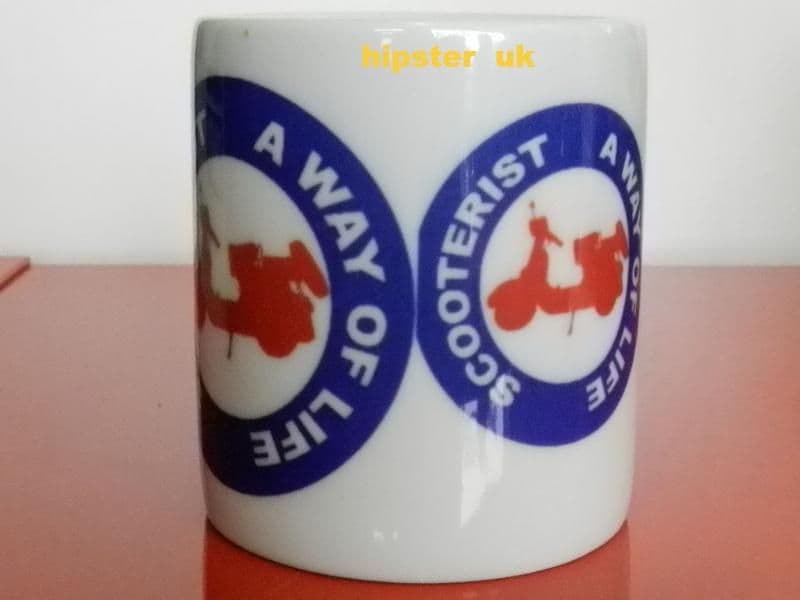 hipster uk
T A WAY OF LIFE
SCOOTERIST A WAY OF LIFE